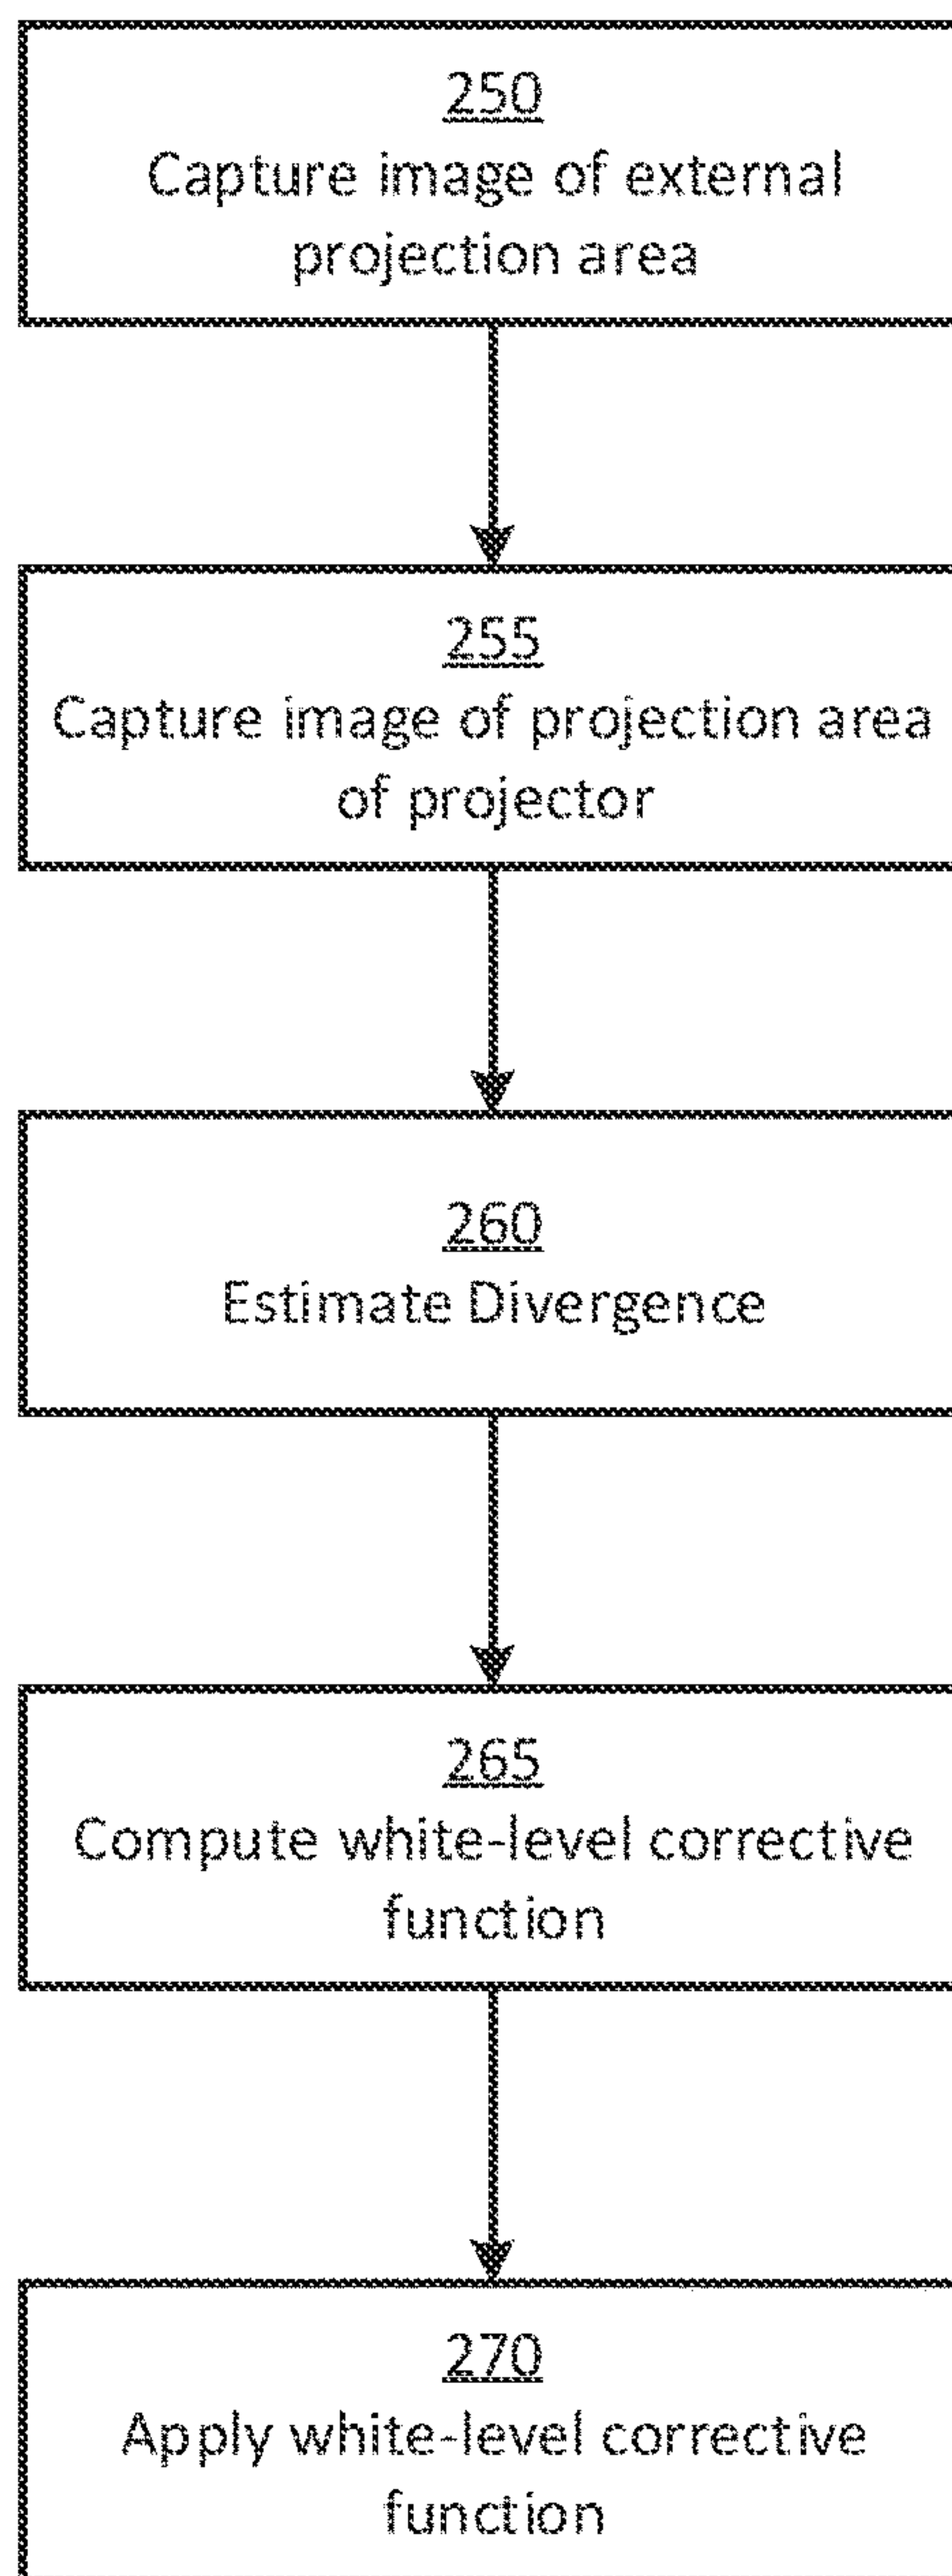 250
Capture image of external
projection area
255
Capture image of projection area
of projector
260
Estimate Divergence
265
Compute white-level corrective
function
270
Apply white-level corrective
function